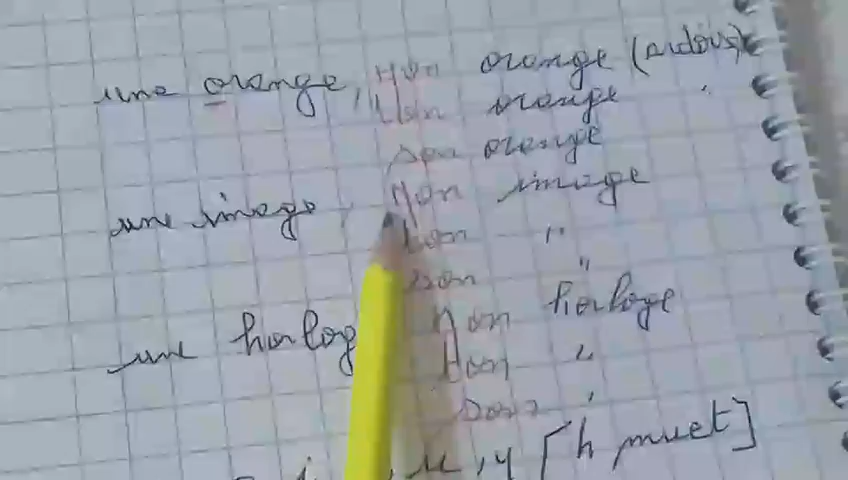 une orange, Mon orange (audois)
Ton orange "
Son orange
une image, Mon image
Ton "
Son "
une horloge Mon horloge
Ton "
Son "
i, u, y [h muet]